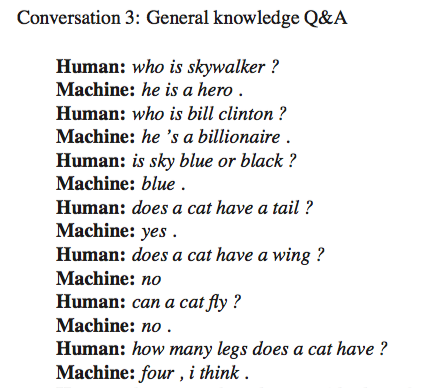 Conversation 3: General knowledge Q&A
Human: who is skywalker ?
Machine: he is a hero .
Human: who is bill clinton ?
Machine: he 's a billionaire .
Human: is sky blue or black ?
Machine: blue .
Human: does a cat have a tail ?
Machine: yes .
Human: does a cat have a wing ?
Machine: no
Human: can a cat fly ?
Machine: no .
Human: how many legs does a cat have ?
Machine: four , i think .